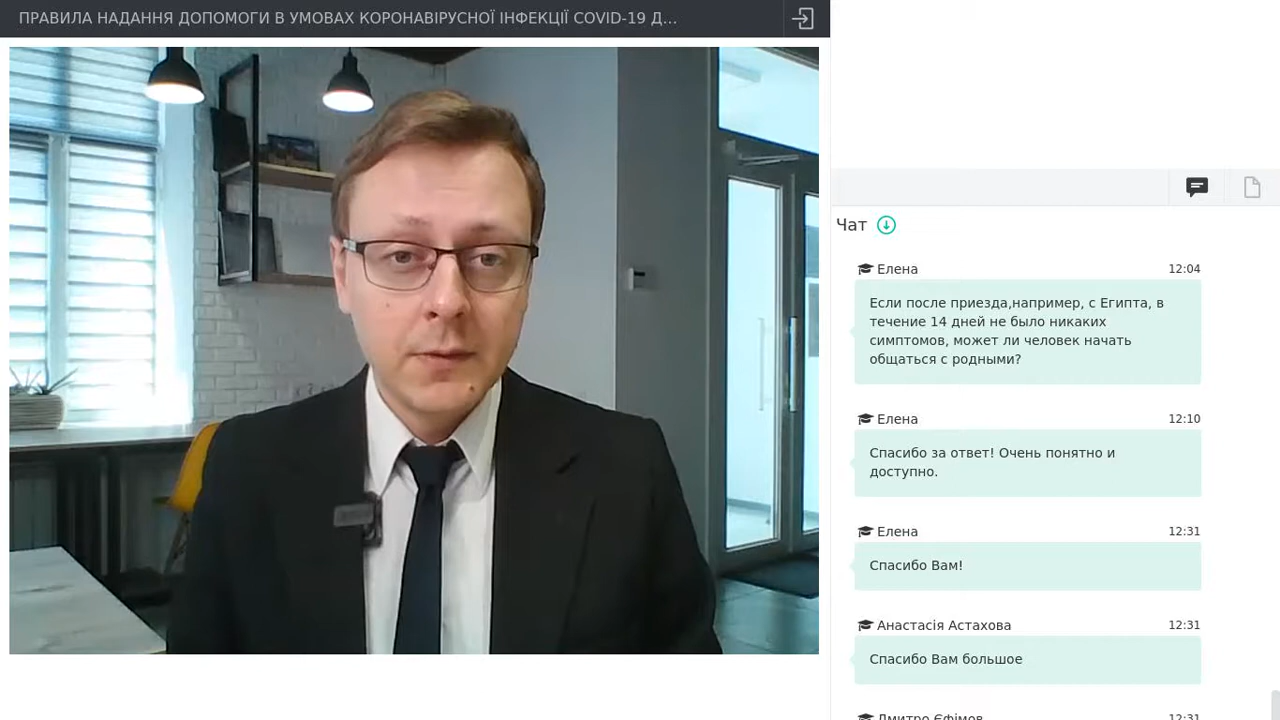 ПРАВИЛА НАДАННЯ ДОПОМОГИ В УМОВАХ КОРОНАВІРУСНОЇ ІНФЕКЦІЇ COVID-19 Д...
Чат
Елена 12:04
Если после приезда,например, с Египта, в
течение 14 дней не было никаких
симптомов, может ли человек начать
общаться с родными?
Елена 12:10
Спасибо за ответ! Очень понятно и
доступно.
Елена 12:31
Спасибо Вам!
Анастасія Астахова 12:31
Спасибо Вам большое
Дмитро Єфімов 12:31